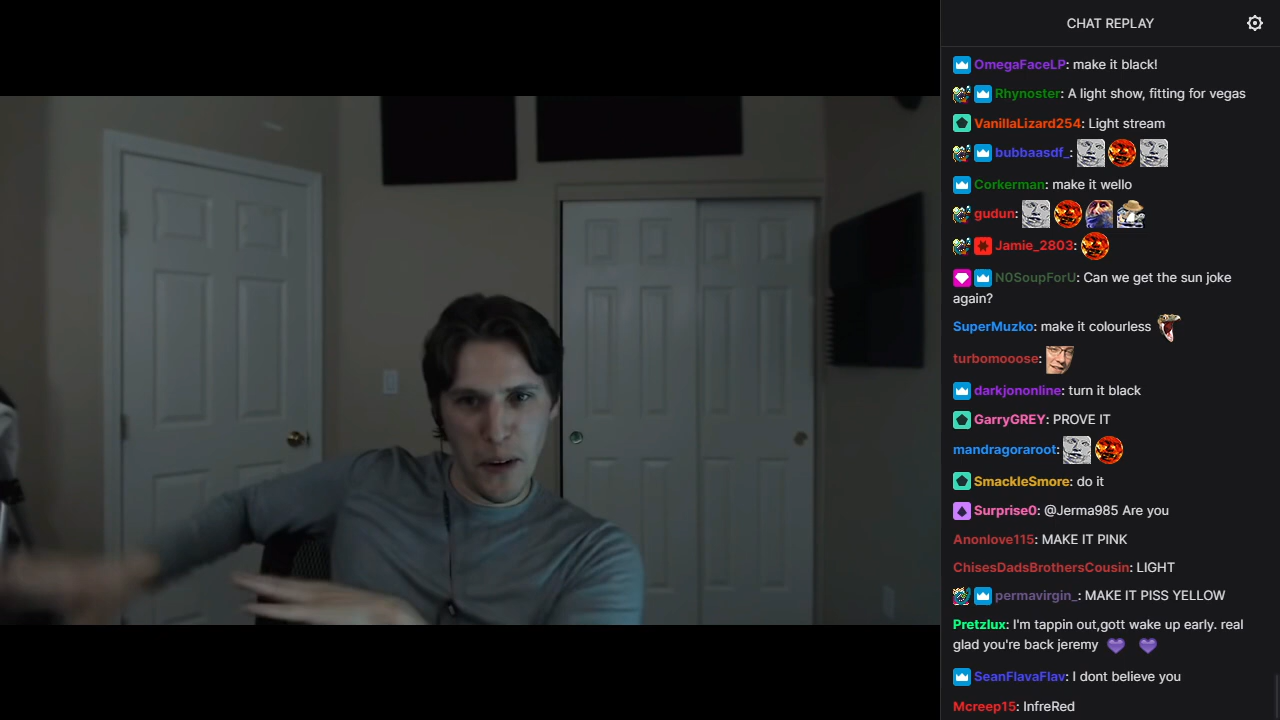 CHAT REPLAY
OmegaFaceLP: make it black!
Rhynoster: A light show, fitting for vegas
VanillaLizard254: Light stream
bubbaasdf_:
Corkerman: make it wello
gudun:
Jamie_2803:
N0SoupForU: Can we get the sun joke
again?
SuperMuzko: make it colourless
turbomooose:
darkjononline: turn it black
GarryGREY: PROVE IT
mandragoraroot:
SmackleSmore: do it
Surprise0: @Jerma985 Are you
Anonlove115: MAKE IT PINK
ChisesDadsBrothersCousin: LIGHT
permavirgin_: MAKE IT PISS YELLOW
Pretzlux: I'm tappin out,gott wake up early. real
glad you're back jeremy
SeanFlavaFlav: I dont believe you
Mcreep15: InfreRed